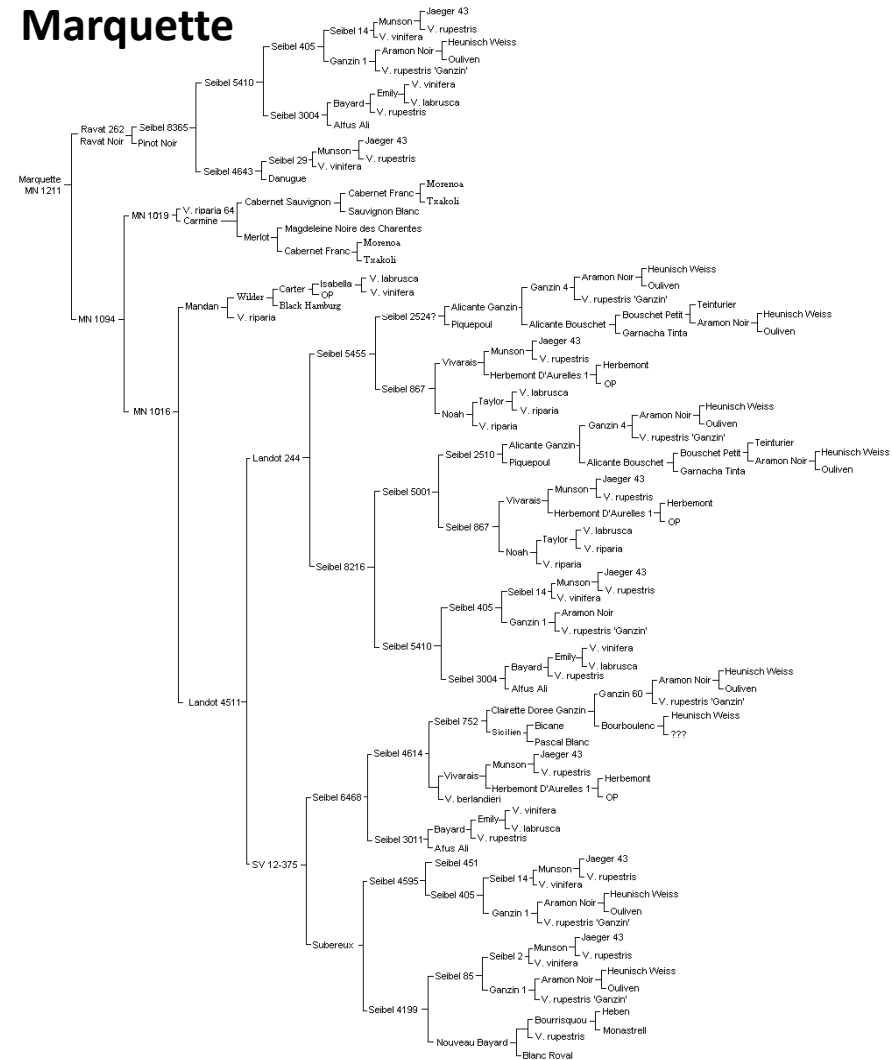 Marquette
Jaeger 43
Munson
V. rupestris
Seibel 14
V. vinifera
Heunisch Weiss
Seibel 405
Aramon Noir
Ouliven
Ganzin 1
V. rupestris 'Ganzin'
Seibel 5410
V. vinifera
Emily
V. labrusca
Bayard
V. rupestris
Seibel 3004
Alfus Ali
Ravat 262
Seibel 8365
Ravat Noir
Pinot Noir
Jaeger 43
Munson
V. rupestris
Seibel 29
V. vinifera
Seibel 4643
Danugue
Marquette
MN 1211
Morenoa
Cabernet Franc
Txakoli
Cabernet Sauvignon
Sauvignon Blanc
V. riparia 64
MN 1019
Carmine
Magdeleine Noire des Charentes
Merlot
Morenoa
Cabernet Franc
Txakoli
V. labrusca
Isabella
V. vinifera
Carter
OP
Wilder
Black Hamburg
Mandan
V. riparia
MN 1094
Heunisch Weiss
Aramon Noir
Ouliven
Ganzin 4
V. rupestris 'Ganzin'
Alicante Ganzin
Teinturier
Bouschet Petit
Heunisch Weiss
Aramon Noir
Ouliven
Garnacha Tinta
Alicante Bouschet
Seibel 2524?
Piquepoul
Seibel 5455
Jaeger 43
Munson
V. rupestris
Vivarais
Herbemont
Herbemont D'Aurelles 1
OP
Seibel 867
V. labrusca
Taylor
V. riparia
Noah
V. riparia
MN 1016
Landot 244
Heunisch Weiss
Aramon Noir
Ouliven
Ganzin 4
V. rupestris 'Ganzin'
Alicante Ganzin
Teinturier
Bouschet Petit
Heunisch Weiss
Aramon Noir
Ouliven
Garnacha Tinta
Alicante Bouschet
Seibel 2510
Piquepoul
Seibel 5001
Jaeger 43
Munson
V. rupestris
Vivarais
Herbemont
Herbemont D'Aurelles 1
OP
Seibel 867
V. labrusca
Taylor
V. riparia
Noah
V. riparia
Seibel 8216
Jaeger 43
Munson
V. rupestris
Seibel 14
V. vinifera
Seibel 405
Aramon Noir
Ganzin 1
V. rupestris 'Ganzin'
Seibel 5410
V. vinifera
Emily
V. labrusca
Bayard
V. rupestris
Seibel 3004
Alfus Ali
Landot 4511
Heunisch Weiss
Aramon Noir
Ouliven
Ganzin 60
V. rupestris 'Ganzin'
Clairette Doree Ganzin
Heunisch Weiss
Bourboulenc
???
Seibel 752
Bicane
Sicilien
Pascal Blanc
Seibel 4614
Jaeger 43
Munson
V. rupestris
Vivarais
Herbemont
Herbemont D'Aurelles 1
OP
V. berlandieri
Seibel 6468
V. vinifera
Emily
V. labrusca
Bayard
V. rupestris
Seibel 3011
Afus Ali
SV 12-375
Seibel 451
Seibel 4595
Jaeger 43
Munson
V. rupestris
Seibel 14
V. vinifera
Seibel 405
Heunisch Weiss
Aramon Noir
Ouliven
Ganzin 1
V. rupestris 'Ganzin'
Subereux
Jaeger 43
Munson
V. rupestris
Seibel 2
V. vinifera
Seibel 85
Heunisch Weiss
Aramon Noir
Ouliven
Ganzin 1
V. rupestris 'Ganzin'
Seibel 4199
Heben
Bourrisquou
Monastrell
V. rupestris
Nouveau Bayard
Blanc Royal